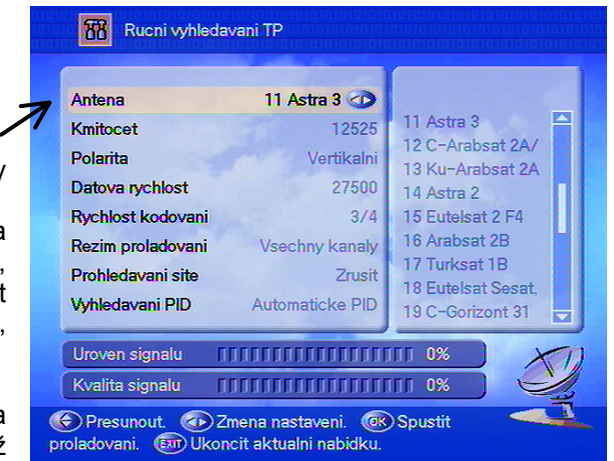 Rucni vyhledavani TP
Antena 11 Astra 3
Kmitocet 12525
Polarita Vertikalni
Datova rychlost 27500
Rychlost kodovani 3/4
Rezim proladovani Vsechny kanaly
Prohledavani site Zrusit
Vyhledavani PID Automaticke PID
11 Astra 3
12 C-Arabsat 2A/
13 Ku-Arabsat 2A
14 Astra 2
15 Eutelsat 2 F4
16 Arabsat 2B
17 Turksat 1B
18 Eutelsat Sesat,
19 C-Gorizont 31
Uroven signalu 0%
Kvalita signalu 0%
Presunout. Zmena nastaveni. OK Spustit
proladovani. EXIT Ukoncit aktualni nabidku.
y
a
,
t
,
a
ž